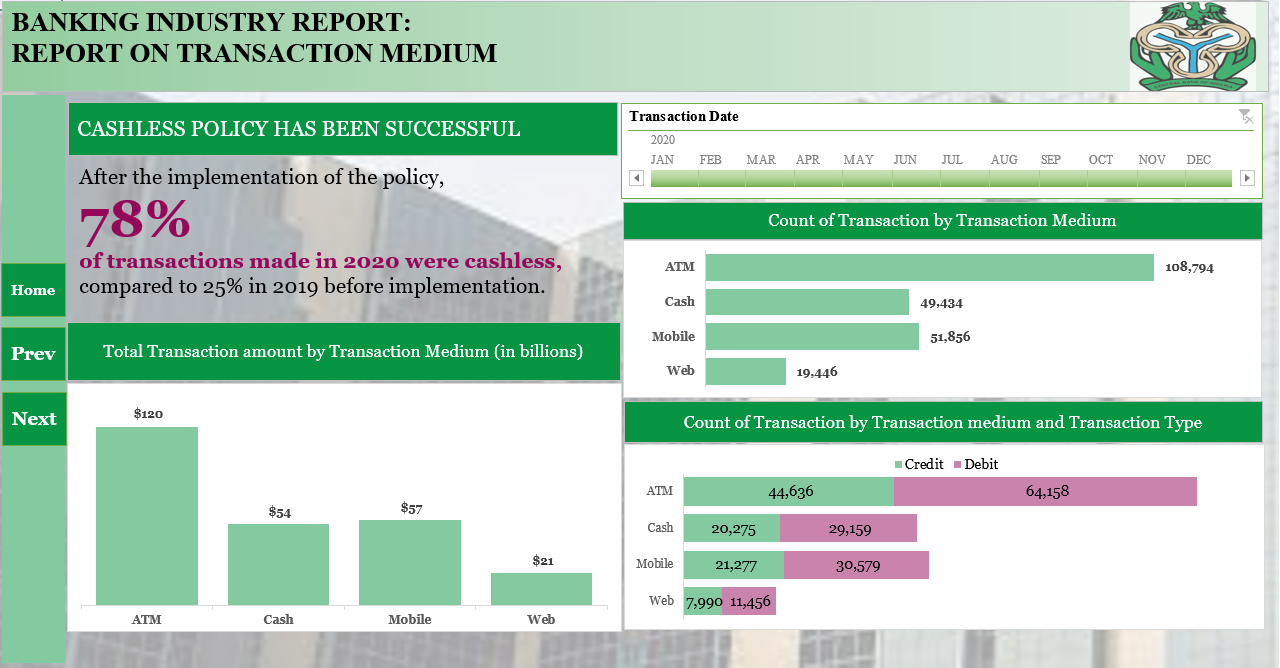 BANKING INDUSTRY REPORT:
REPORT ON TRANSACTION MEDIUM
CASHLESS POLICY HAS BEEN SUCCESSFUL
After the implementation of the policy,
78%
of transactions made in 2020 were cashless,
compared to 25% in 2019 before implementation.
Home
Prev
Next
Total Transaction amount by Transaction Medium (in billions)
$120
$54
$57
$21
ATM Cash Mobile Web
Transaction Date
2020
JAN FEB MAR APR MAY JUN JUL AUG SEP OCT NOV DEC
Count of Transaction by Transaction Medium
ATM 108,794
Cash 49,434
Mobile 51,856
Web 19,446
Count of Transaction by Transaction medium and Transaction Type
Credit Debit
ATM 44,636 64,158
Cash 20,275 29,159
Mobile 21,277 30,579
Web 7,990 11,456